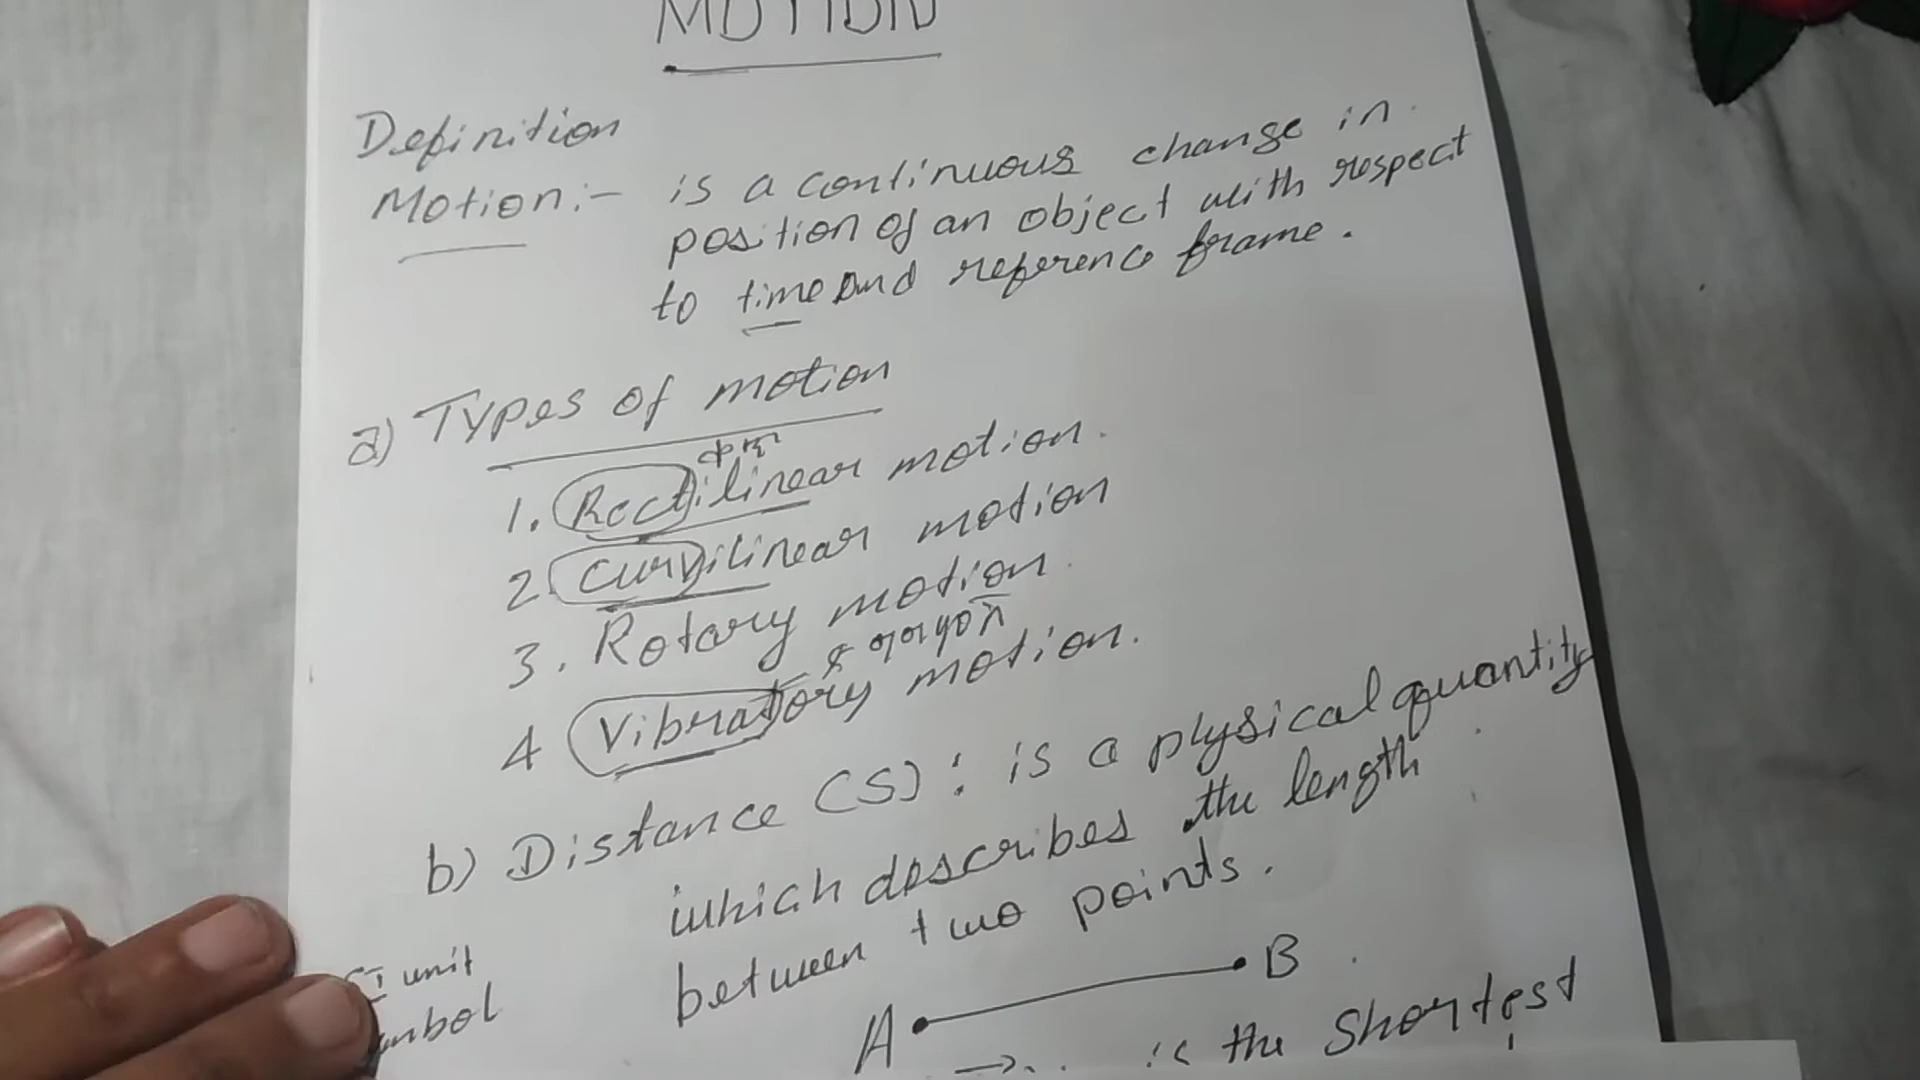 MOTION
Definition
Motion:- is a continuous change in
position of an object with respect
to time and reference frame.
a) Types of motion
1. Rectilinear motion.
2. Curvilinear motion
3. Rotary motion.
4 Vibratory motion.
b) Distance (S): is a physical quantity
which describes the length
between two points.
SI unit
A B
is the Shortest